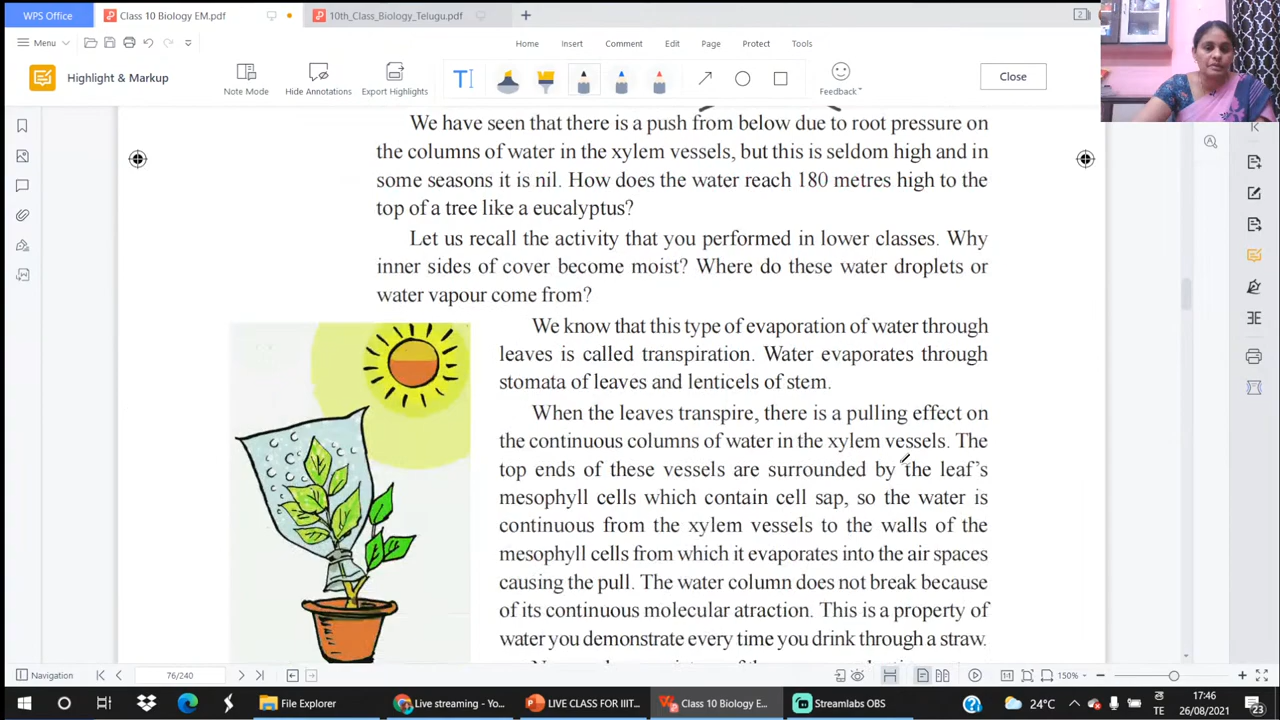 WPS Office
Class 10 Biology EM.pdf
10th_Class_Biology_Telugu.pdf
2
Menu
Home Insert Comment Edit Page Protect Tools
Highlight & Markup
Note Mode
Hide Annotations
Export Highlights
T
Feedback
Close
We have seen that there is a push from below due to root pressure on
the columns of water in the xylem vessels, but this is seldom high and in
some seasons it is nil. How does the water reach 180 metres high to the
top of a tree like a eucalyptus?
Let us recall the activity that you performed in lower classes. Why
inner sides of cover become moist? Where do these water droplets or
water vapour come from?
We know that this type of evaporation of water through
leaves is called transpiration. Water evaporates through
stomata of leaves and lenticels of stem.
When the leaves transpire, there is a pulling effect on
the continuous columns of water in the xylem vessels. The
top ends of these vessels are surrounded by the leaf's
mesophyll cells which contain cell sap, so the water is
continuous from the xylem vessels to the walls of the
mesophyll cells from which it evaporates into the air spaces
causing the pull. The water column does not break because
of its continuous molecular atraction. This is a property of
water you demonstrate every time you drink through a straw.
Navigation
76/240
150%
File Explorer
Live streaming - Yo...
LIVE CLASS FOR IIIT...
Class 10 Biology E...
Streamlabs OBS
24°C
17:46
26/08/2021
23